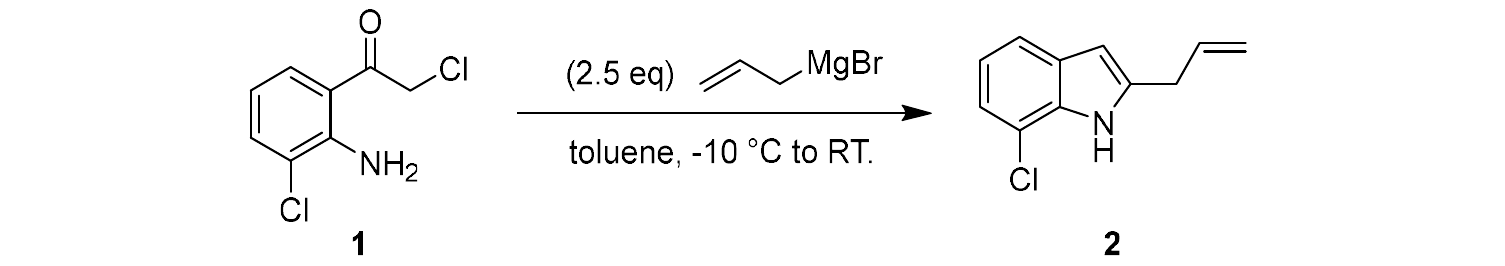 O
Cl
NH2
Cl
1
(2.5 eq)
MgBr
toluene, -10 °C to RT.
N
H
Cl
2